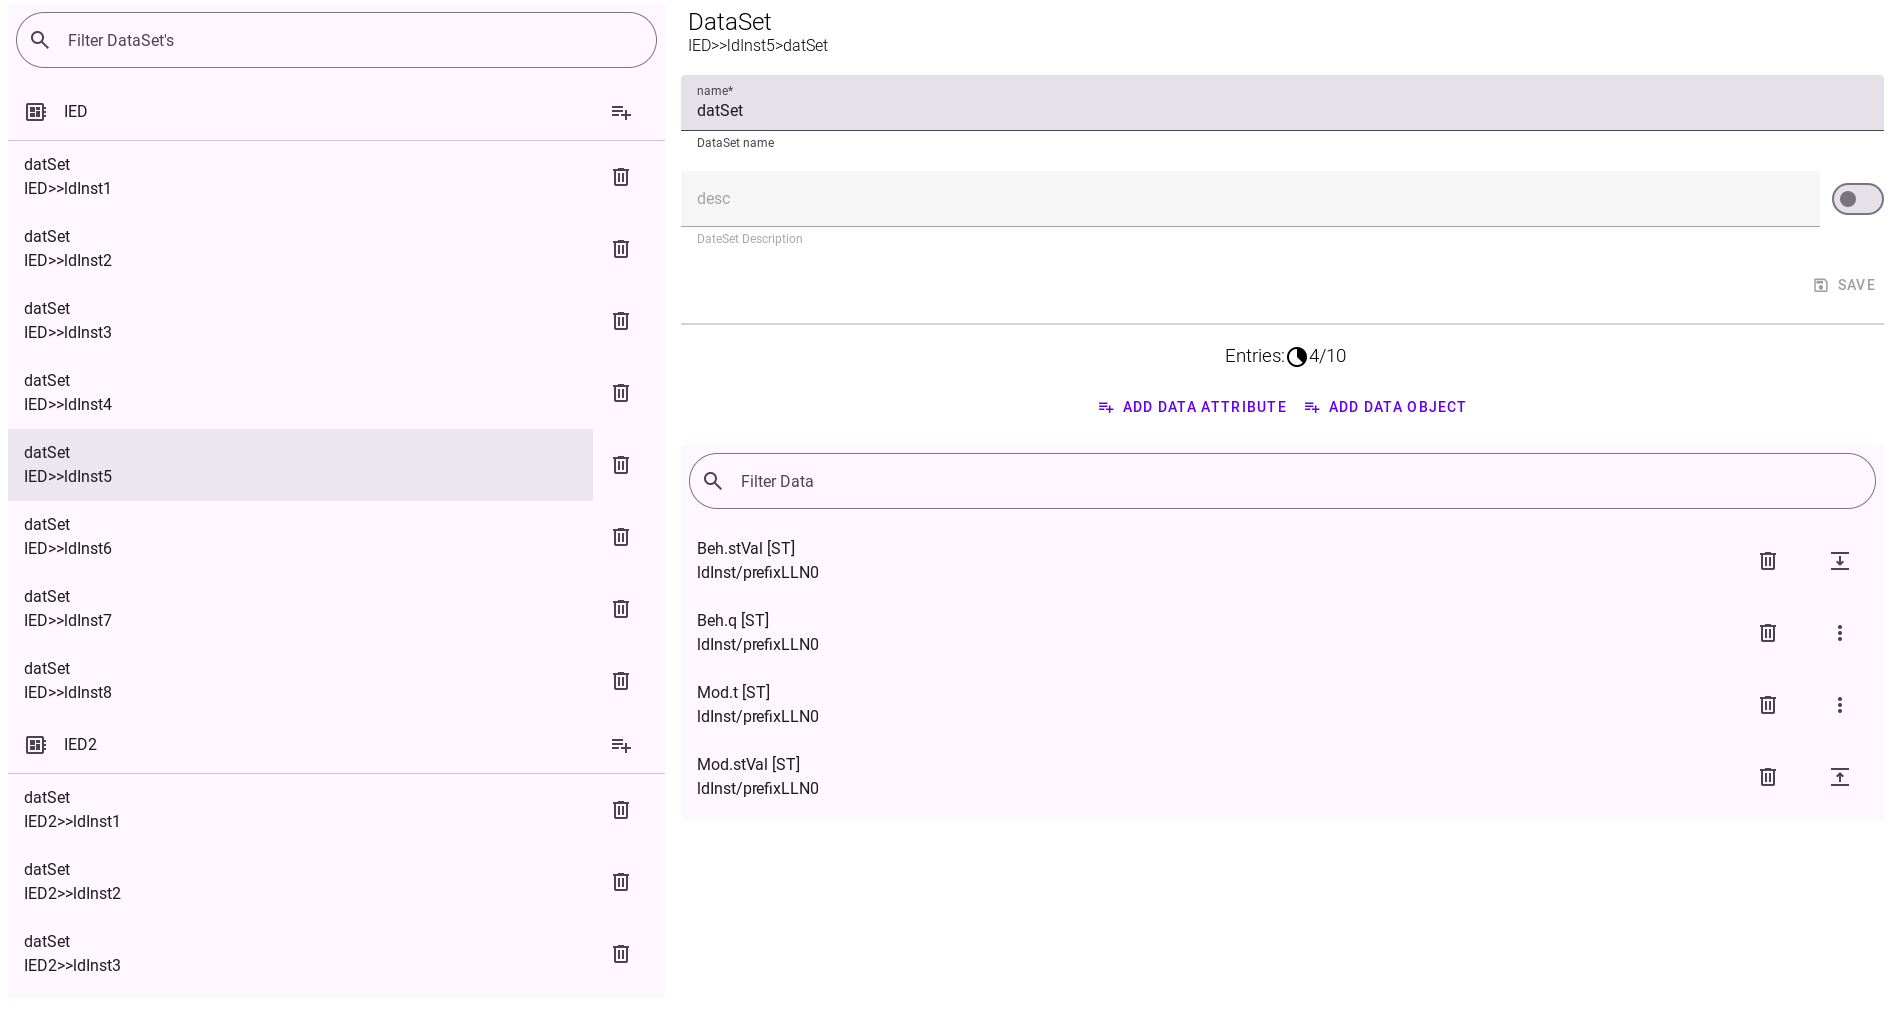 Filter DataSet's
IED
datSet
IED>>ldInst1
datSet
IED>>ldInst2
datSet
IED>>ldInst3
datSet
IED>>ldInst4
datSet
IED>>ldInst5
datSet
IED>>ldInst6
datSet
IED>>ldInst7
datSet
IED>>ldInst8
IED2
datSet
IED2>>ldInst1
datSet
IED2>>ldInst2
datSet
IED2>>ldInst3
DataSet
IED>>ldInst5>datSet
name*
datSet
DataSet name
desc
DateSet Description
SAVE
Entries: 4/10
ADD DATA ATTRIBUTE ADD DATA OBJECT
Filter Data
Beh.stVal [ST]
ldInst/prefixLLN0
Beh.q [ST]
ldInst/prefixLLN0
Mod.t [ST]
ldInst/prefixLLN0
Mod.stVal [ST]
ldInst/prefixLLN0